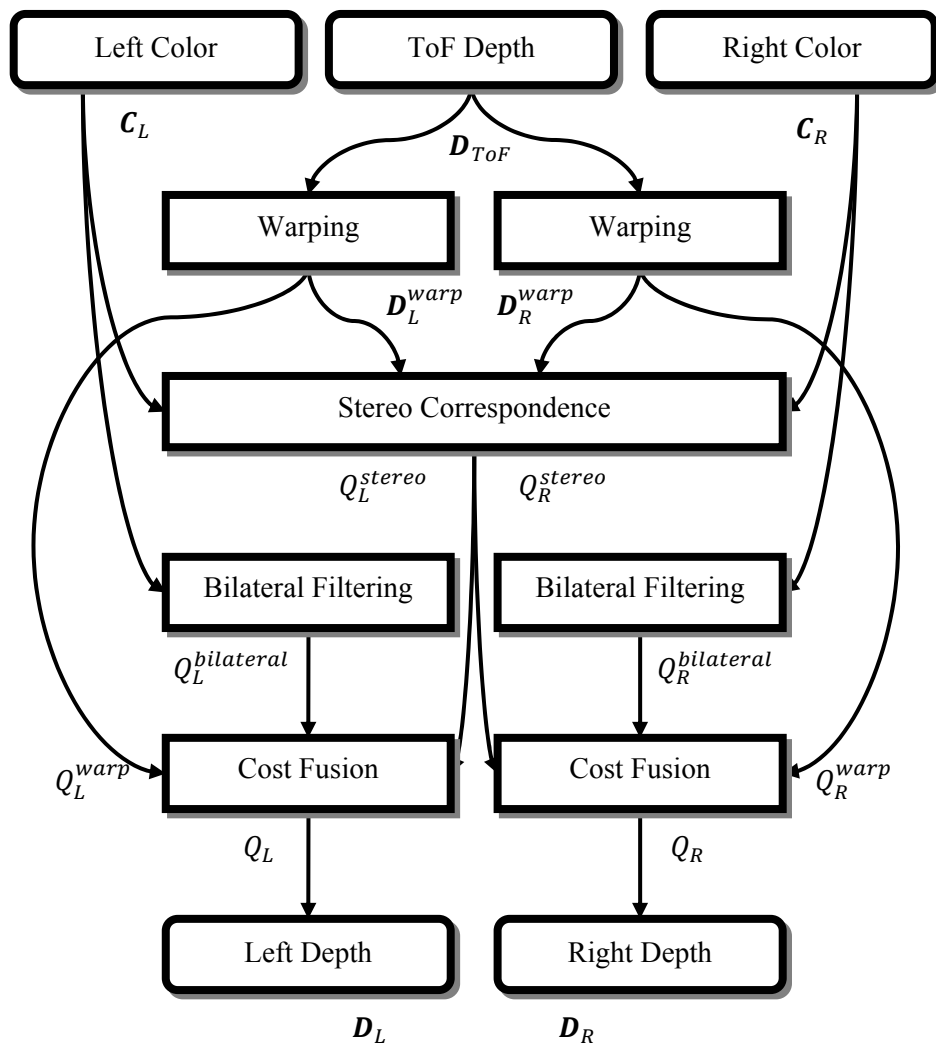 Left Color
ToF Depth
Right Color
C_L
D_ToF
C_R
Warping
Warping
D_L^warp
D_R^warp
Stereo Correspondence
Q_L^stereo
Q_R^stereo
Bilateral Filtering
Bilateral Filtering
Q_L^bilateral
Q_R^bilateral
Cost Fusion
Cost Fusion
Q_L^warp
Q_R^warp
Q_L
Q_R
Left Depth
Right Depth
D_L
D_R